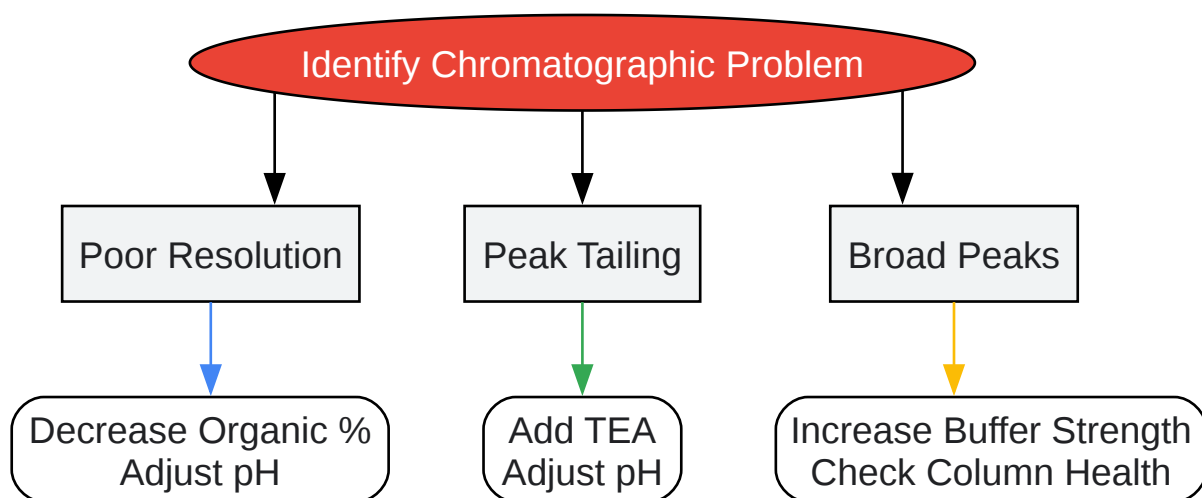 Identify Chromatographic Problem
Poor Resolution
Peak Tailing
Broad Peaks
Decrease Organic %
Adjust pH
Add TEA
Adjust pH
Increase Buffer Strength
Check Column Health